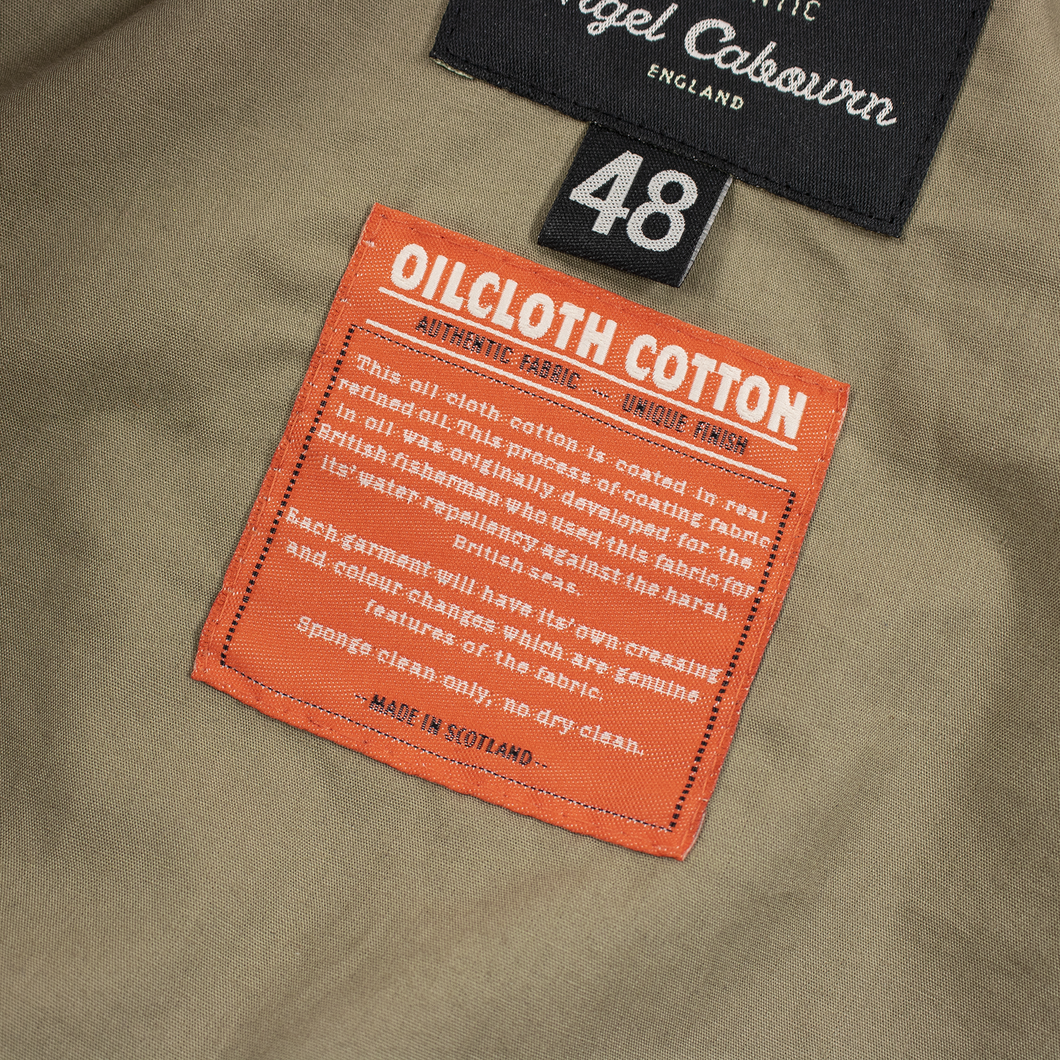 NTIC
igel Cabourn
ENGLAND
48
OILCLOTH COTTON
AUTHENTIC FABRIC -- UNIQUE FINISH
This oil cloth cotton is coated in real
refined oil. This process of coating fabric
in oil was originally developed for the
British fisherman who used this fabric for
its' water repellency against the harsh
British seas.
Each garment will have its' own creasing
and colour changes which are genuine
features of the fabric.
Sponge clean only, no dry clean.
--MADE IN SCOTLAND--